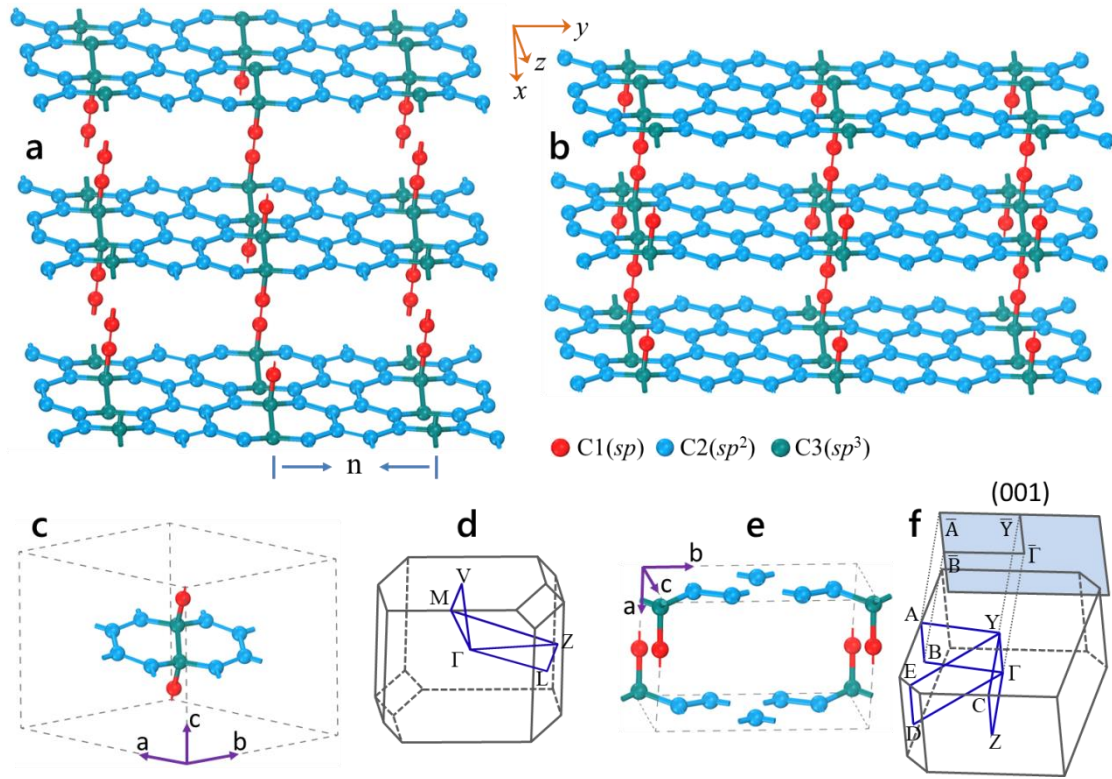 y
z
x
a
b
n
C1(sp) C2(sp²) C3(sp³)
c
c
a
b
d
V
M
Γ
Z
L
e
b
c
a
f
(001)
A̅
Y̅
B̅
Γ̅
A
Y
B
Γ
E
C
D
Z